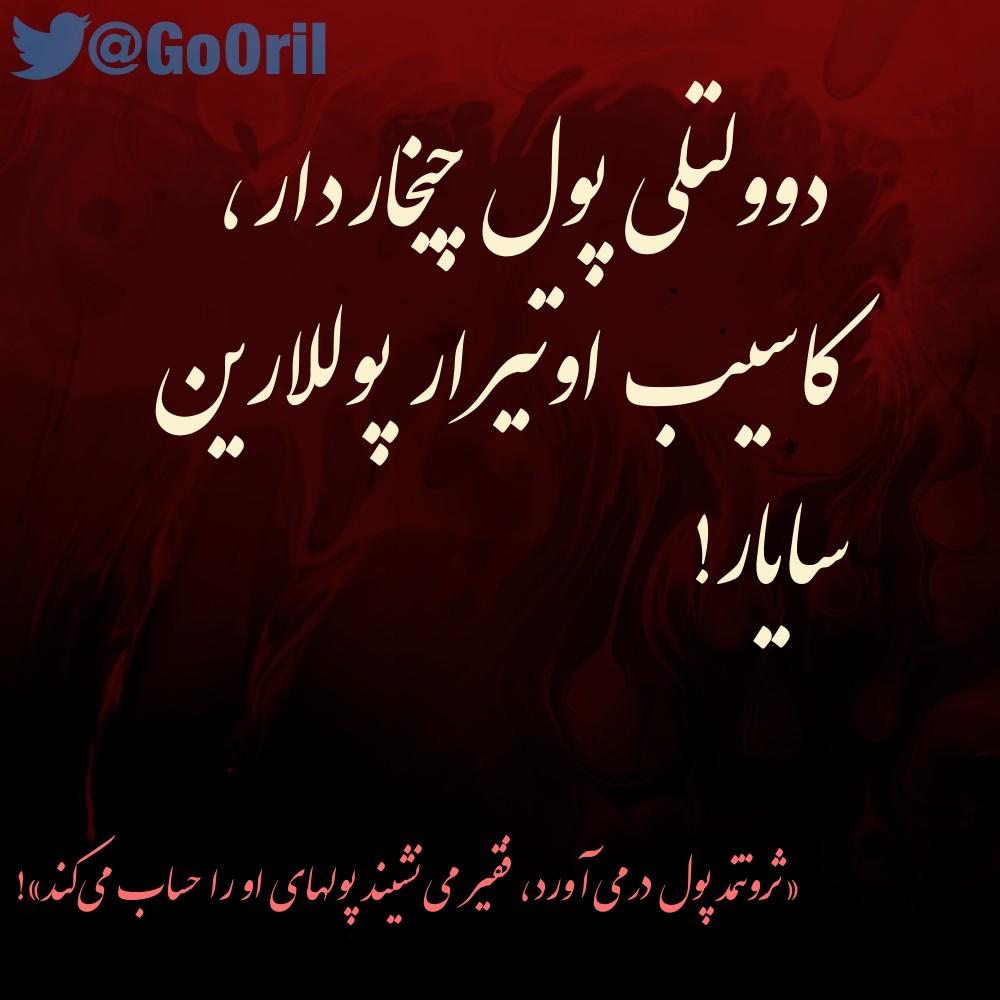 @Go0ril
دوولتلی پول چیخاردار،
کاسیب اوتیرار پوللارین
سایار!
«ثروتمند پول درمی‌آورد، فقیر می نشیند پولهای او را حساب می‌کند»!